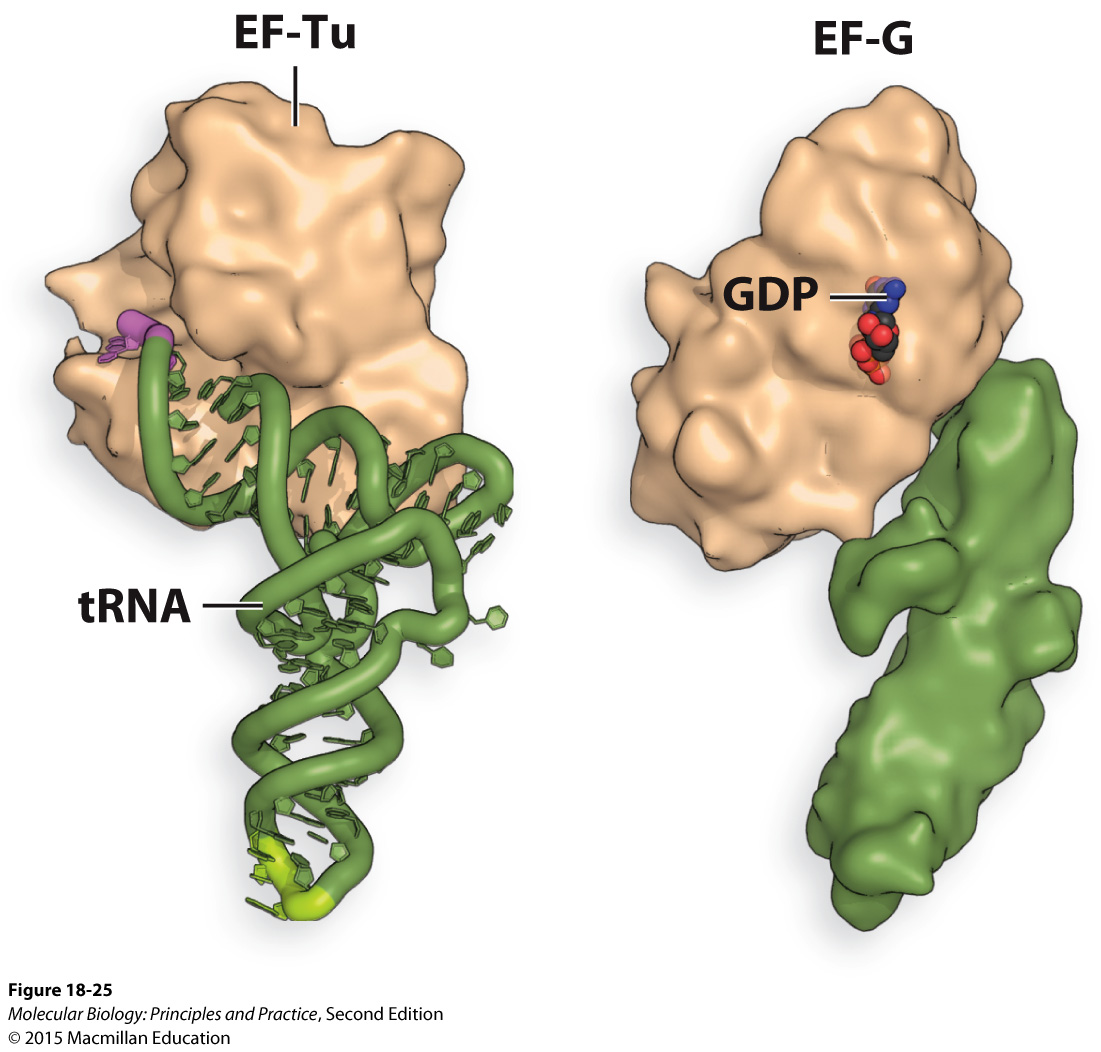 EF-Tu
EF-G
GDP
tRNA
Figure 18-25
Molecular Biology: Principles and Practice, Second Edition
© 2015 Macmillan Education